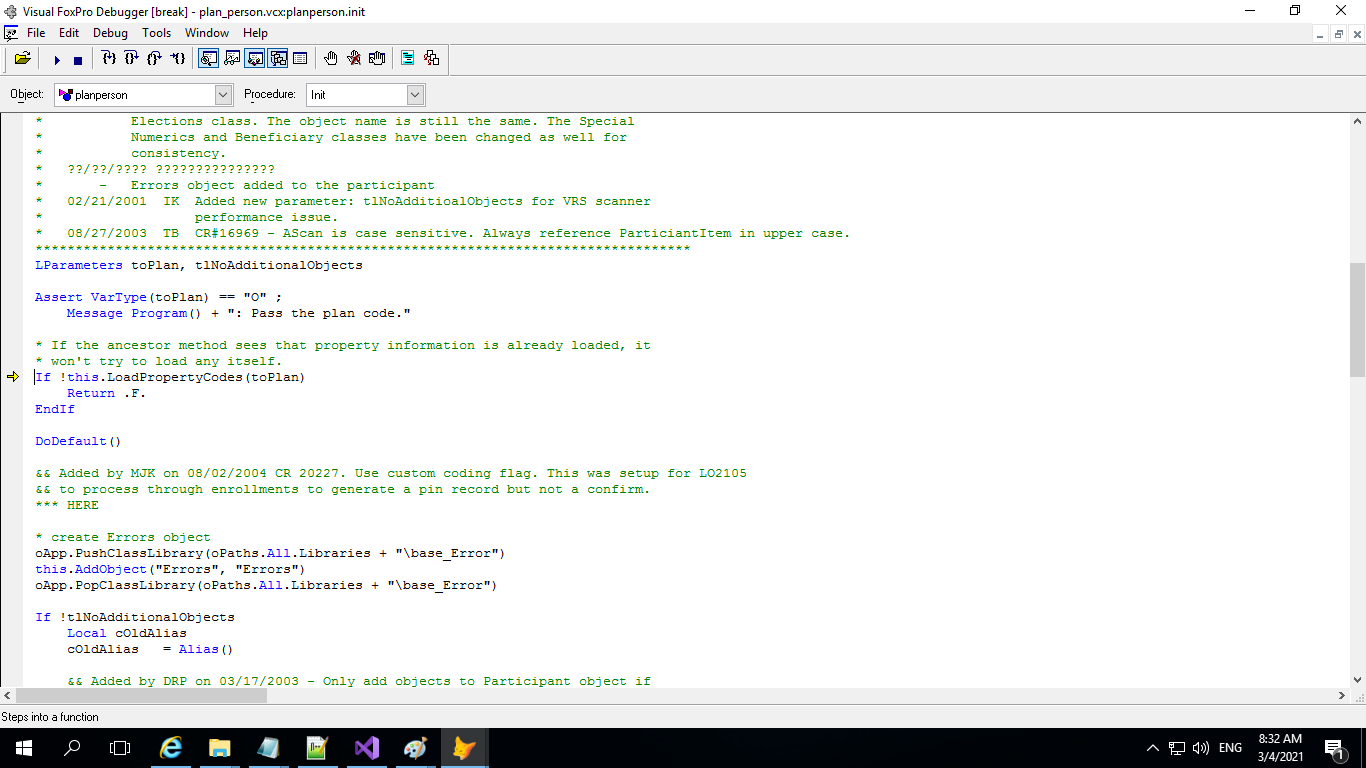 Visual FoxPro Debugger [break] - plan_person.vcx:planperson.init
File Edit Debug Tools Window Help
Object: planperson Procedure: Init
* Elections class. The object name is still the same. The Special
* Numerics and Beneficiary classes have been changed as well for
* consistency.
* ??/??/???? ???????????????
* - Errors object added to the participant
* 02/21/2001 IK Added new parameter: tlNoAdditioalObjects for VRS scanner
* performance issue.
* 08/27/2003 TB CR#16969 - AScan is case sensitive. Always reference ParticiantItem in upper case.
***********************************************************************************
LParameters toPlan, tlNoAdditionalObjects
Assert VarType(toPlan) == "O" ;
Message Program() + ": Pass the plan code."
* If the ancestor method sees that property information is already loaded, it
* won't try to load any itself.
If !this.LoadPropertyCodes(toPlan)
Return .F.
EndIf
DoDefault()
&& Added by MJK on 08/02/2004 CR 20227. Use custom coding flag. This was setup for LO2105
&& to process through enrollments to generate a pin record but not a confirm.
*** HERE
* create Errors object
oApp.PushClassLibrary(oPaths.All.Libraries + "\base_Error")
this.AddObject("Errors", "Errors")
oApp.PopClassLibrary(oPaths.All.Libraries + "\base_Error")
If !tlNoAdditionalObjects
Local cOldAlias
cOldAlias = Alias()
&& Added by DRP on 03/17/2003 - Only add objects to Participant object if
Steps into a function
ENG
8:32 AM
3/4/2021
1